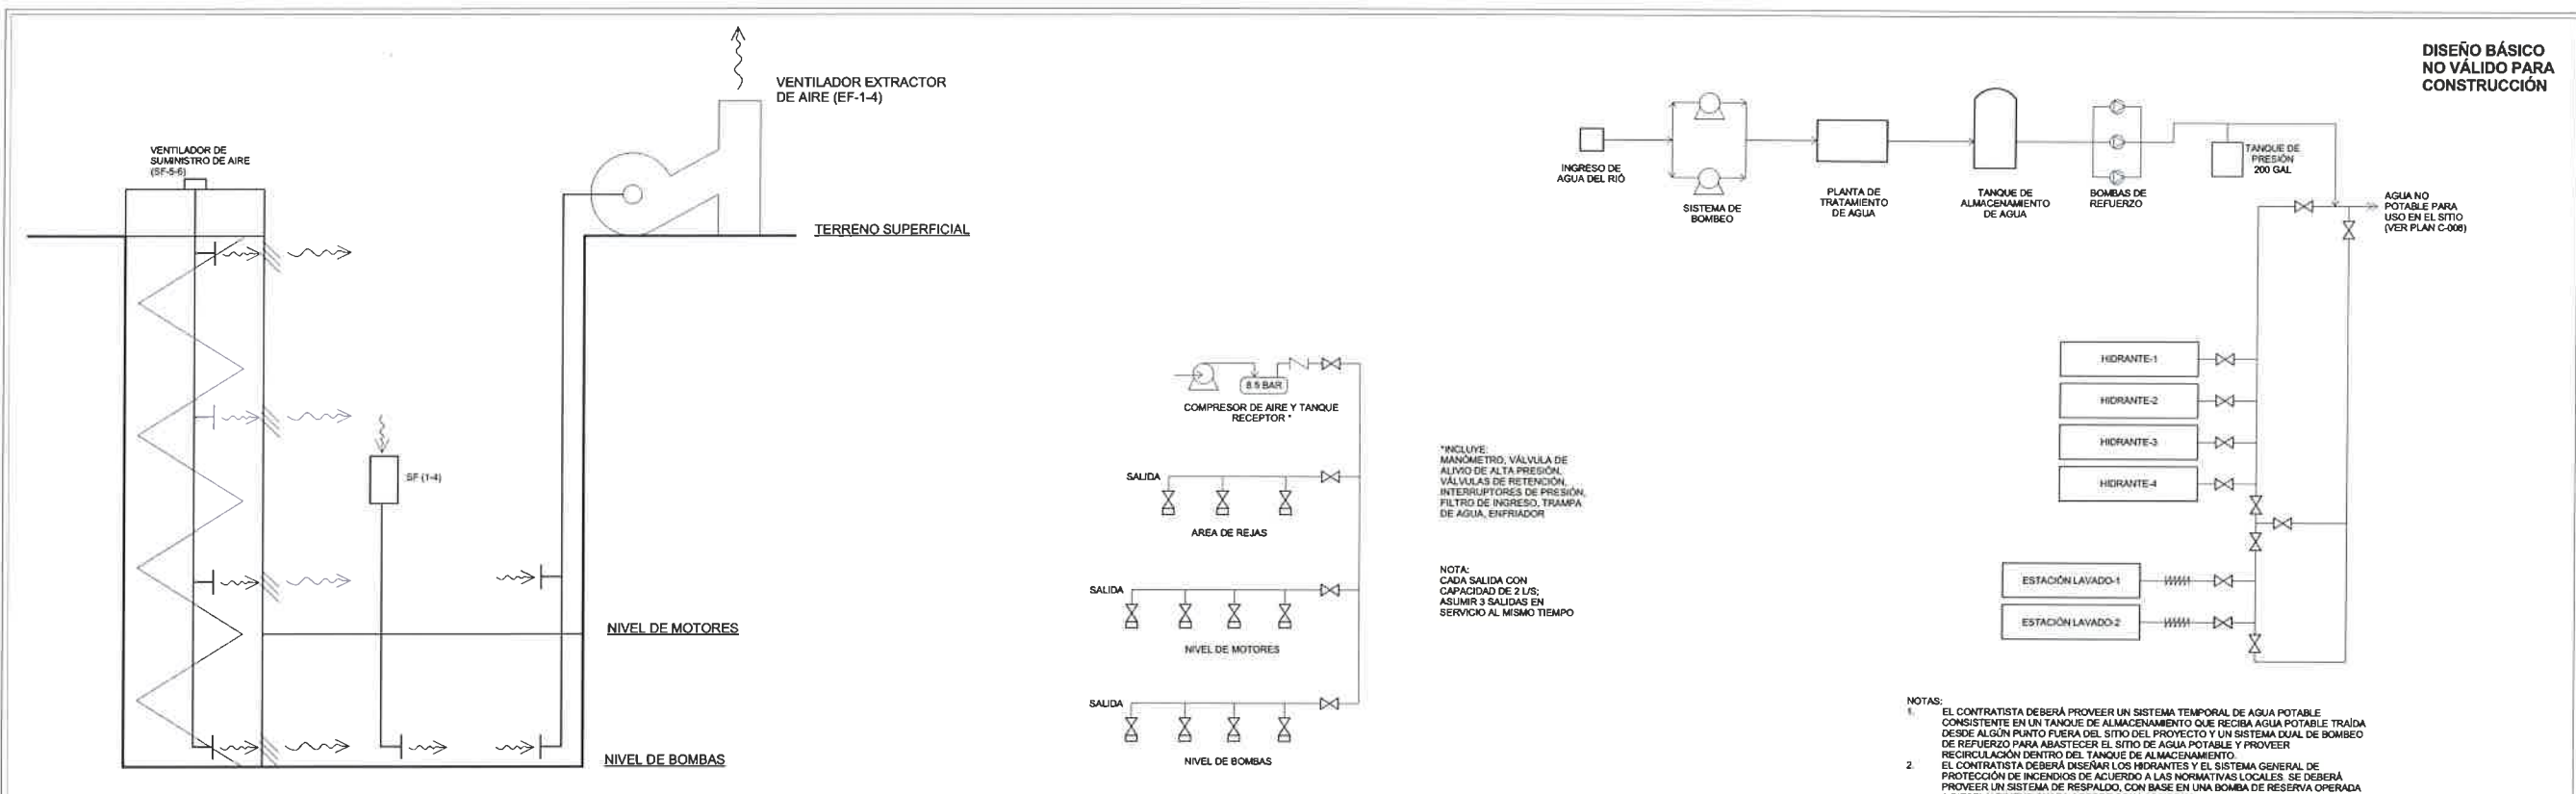 DISEÑO BÁSICO
NO VÁLIDO PARA
CONSTRUCCIÓN
VENTILADOR EXTRACTOR
DE AIRE (EF-1-4)
VENTILADOR DE
SUMINISTRO DE AIRE
(SF-5-6)
TERRENO SUPERFICIAL
SF (1-4)
NIVEL DE MOTORES
NIVEL DE BOMBAS
8.5 BAR
COMPRESOR DE AIRE Y TANQUE
RECEPTOR *
SALIDA
AREA DE REJAS
SALIDA
NIVEL DE MOTORES
SALIDA
NIVEL DE BOMBAS
*INCLUYE:
MANÓMETRO, VÁLVULA DE
ALIVIO DE ALTA PRESIÓN,
VÁLVULAS DE RETENCIÓN,
INTERRUPTORES DE PRESIÓN,
FILTRO DE INGRESO, TRAMPA
DE AGUA, ENFRIADOR
NOTA:
CADA SALIDA CON
CAPACIDAD DE 2 L/S;
ASUMIR 3 SALIDAS EN
SERVICIO AL MISMO TIEMPO
INGRESO DE
AGUA DEL RIÓ
SISTEMA DE
BOMBEO
PLANTA DE
TRATAMIENTO
DE AGUA
TANQUE DE
ALMACENAMIENTO
DE AGUA
BOMBAS DE
REFUERZO
TANQUE DE
PRESIÓN
200 GAL
AGUA NO
POTABLE PARA
USO EN EL SITIO
(VER PLAN C-006)
HIDRANTE-1
HIDRANTE-2
HIDRANTE-3
HIDRANTE-4
ESTACIÓN LAVADO-1
ESTACIÓN LAVADO-2
NOTAS:
1. EL CONTRATISTA DEBERÁ PROVEER UN SISTEMA TEMPORAL DE AGUA POTABLE
CONSISTENTE EN UN TANQUE DE ALMACENAMIENTO QUE RECIBA AGUA POTABLE TRAÍDA
DESDE ALGÚN PUNTO FUERA DEL SITIO DEL PROYECTO Y UN SISTEMA DUAL DE BOMBEO
DE REFUERZO PARA ABASTECER EL SITIO DE AGUA POTABLE Y PROVEER
RECIRCULACIÓN DENTRO DEL TANQUE DE ALMACENAMIENTO.
2. EL CONTRATISTA DEBERÁ DISEÑAR LOS HIDRANTES Y EL SISTEMA GENERAL DE
PROTECCIÓN DE INCENDIOS DE ACUERDO A LAS NORMATIVAS LOCALES. SE DEBERÁ
PROVEER UN SISTEMA DE RESPALDO, CON BASE EN UNA BOMBA DE RESERVA OPERADA